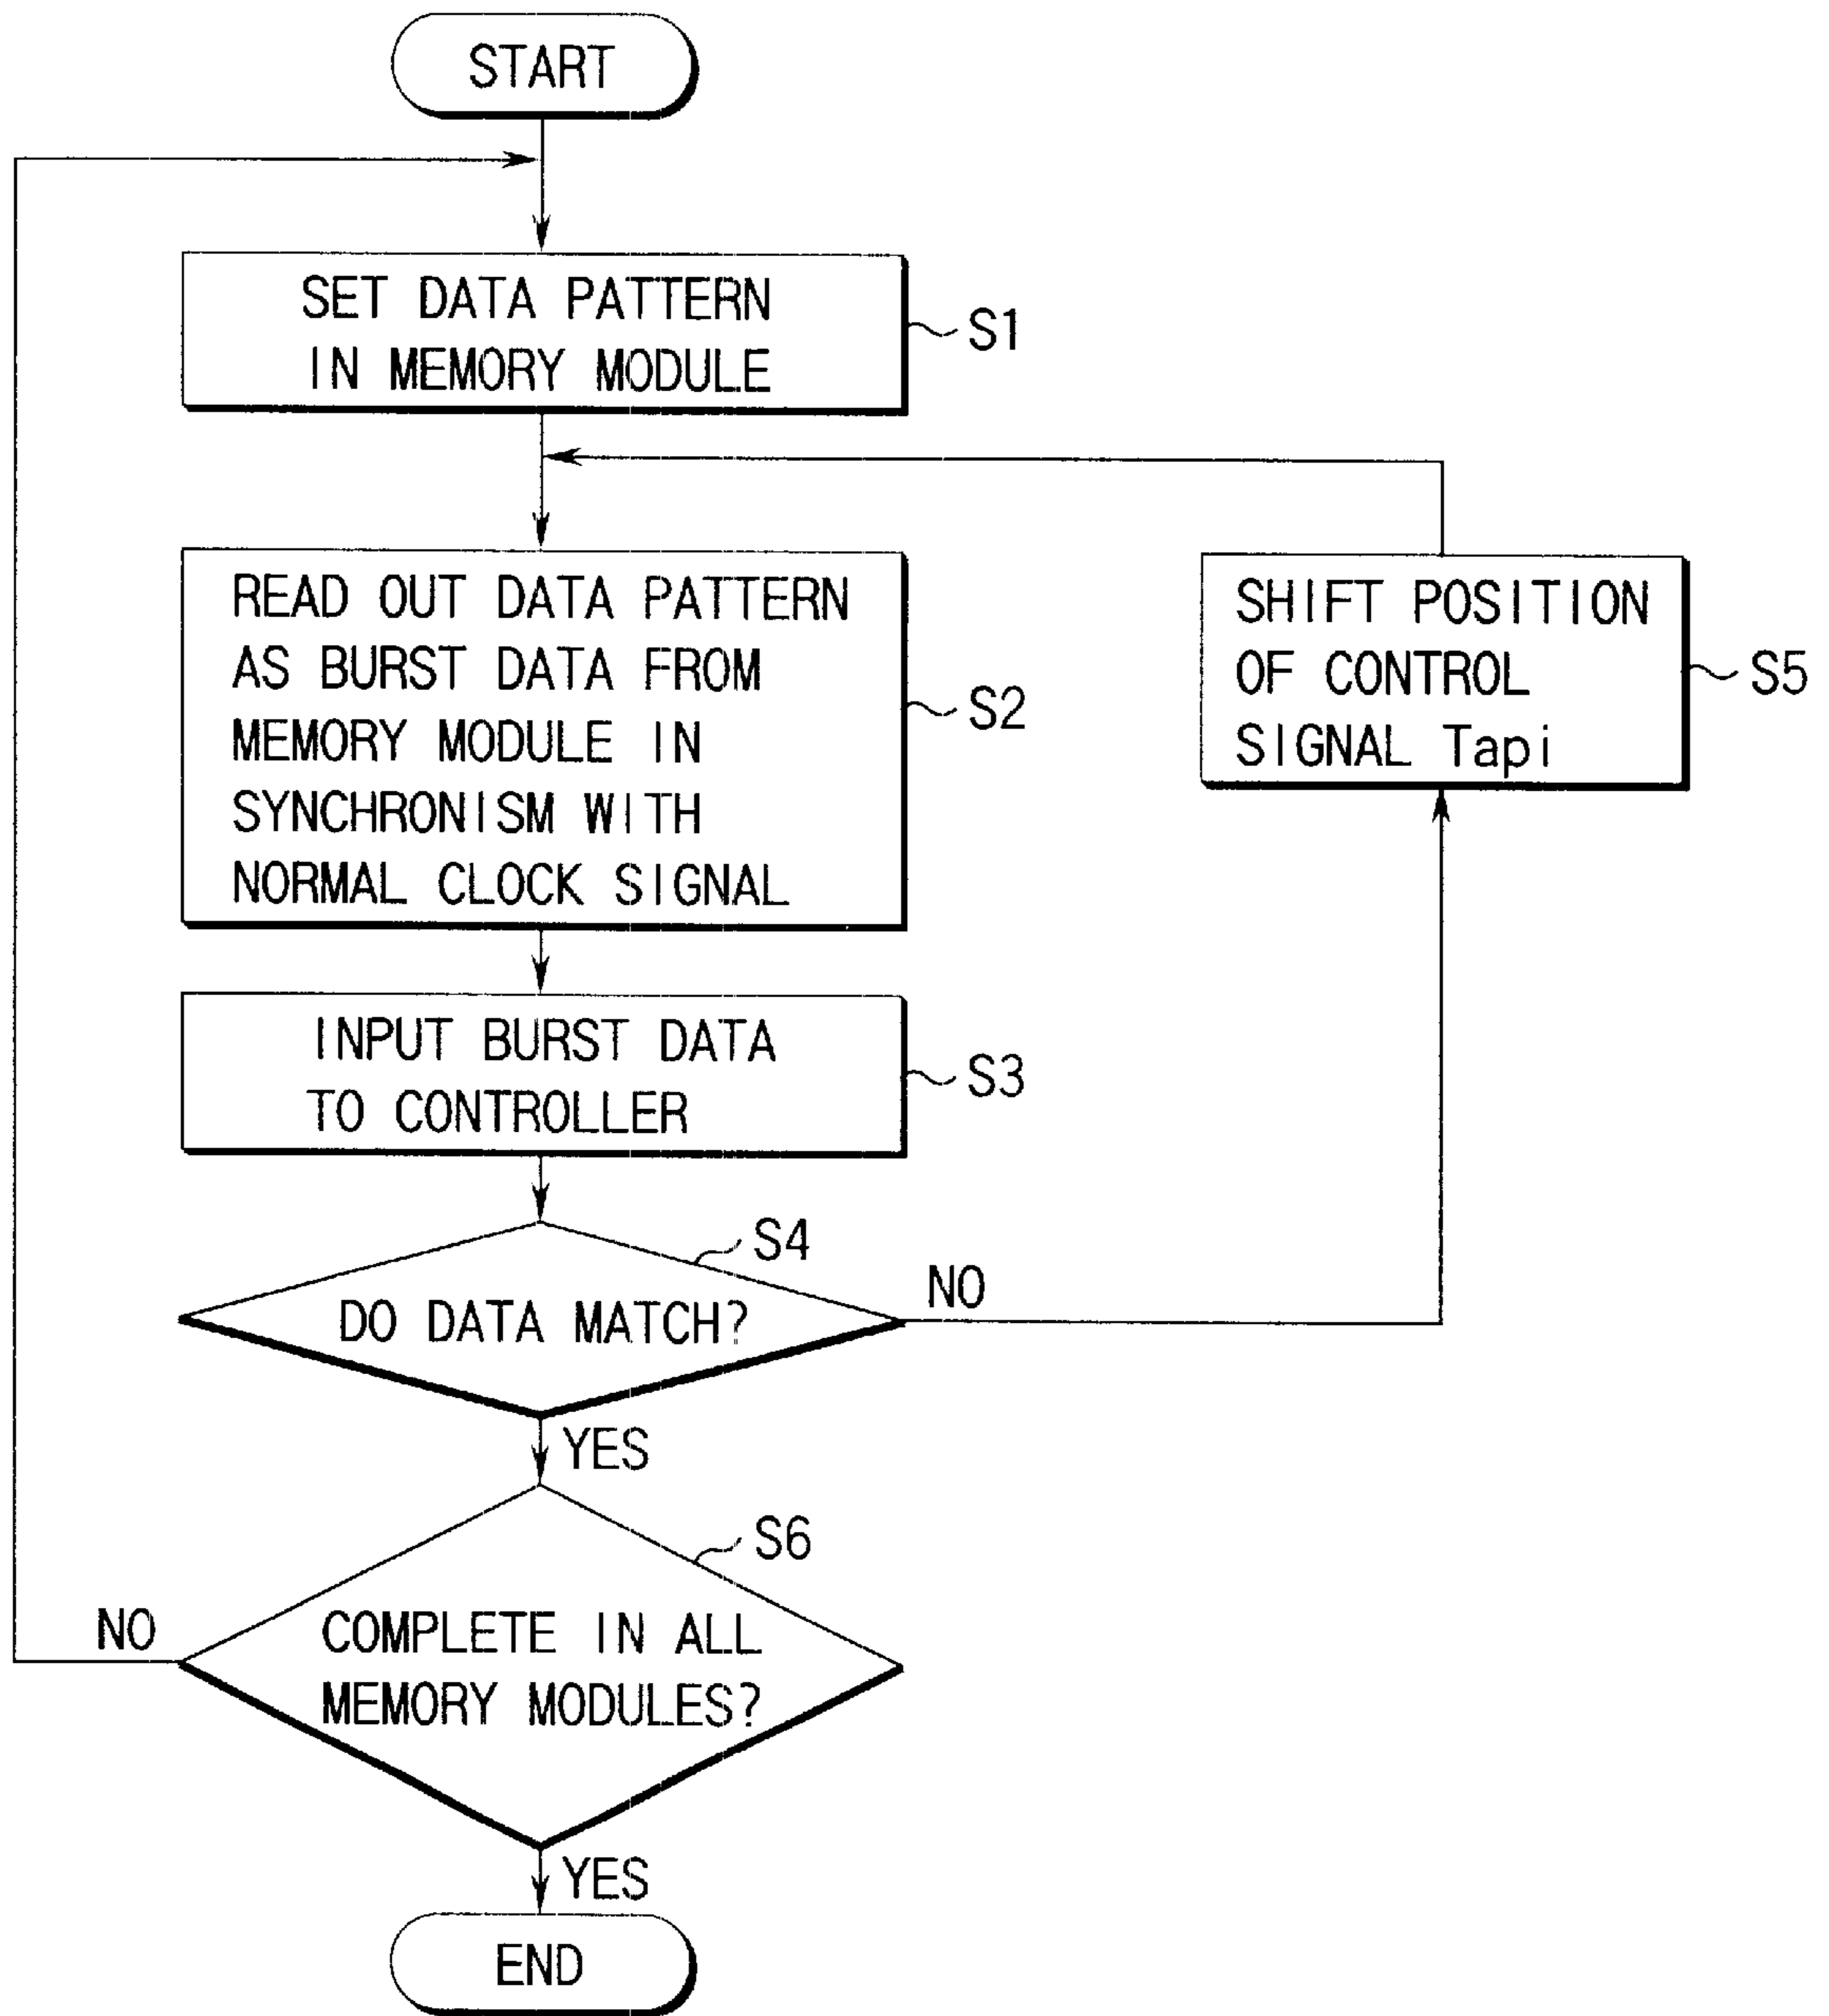 START
SET DATA PATTERN
IN MEMORY MODULE
S1
READ OUT DATA PATTERN
AS BURST DATA FROM
MEMORY MODULE IN
SYNCHRONISM WITH
NORMAL CLOCK SIGNAL
S2
SHIFT POSITION
OF CONTROL
SIGNAL Tapi
S5
INPUT BURST DATA
TO CONTROLLER
S3
S4
DO DATA MATCH?
NO
YES
S6
COMPLETE IN ALL
MEMORY MODULES?
NO
YES
END